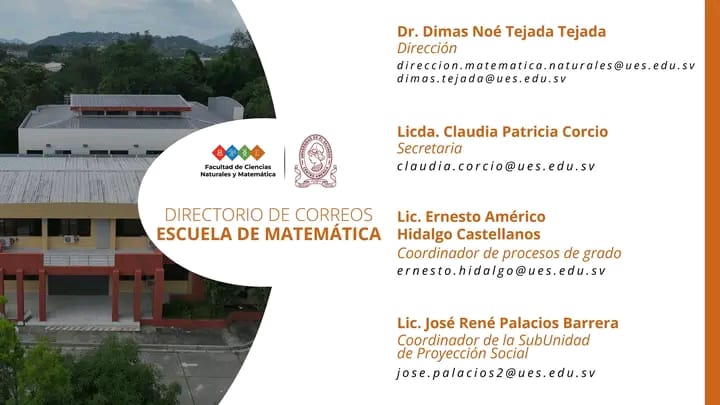 Facultad de Ciencias
Naturales y Matemática
DIRECTORIO DE CORREOS
ESCUELA DE MATEMÁTICA
Dr. Dimas Noé Tejada Tejada
Dirección
direccion.matematica.naturales@ues.edu.sv
dimas.tejada@ues.edu.sv
Licda. Claudia Patricia Corcio
Secretaria
claudia.corcio@ues.edu.sv
Lic. Ernesto Américo
Hidalgo Castellanos
Coordinador de procesos de grado
ernesto.hidalgo@ues.edu.sv
Lic. José René Palacios Barrera
Coordinador de la SubUnidad
de Proyección Social
jose.palacios2@ues.edu.sv